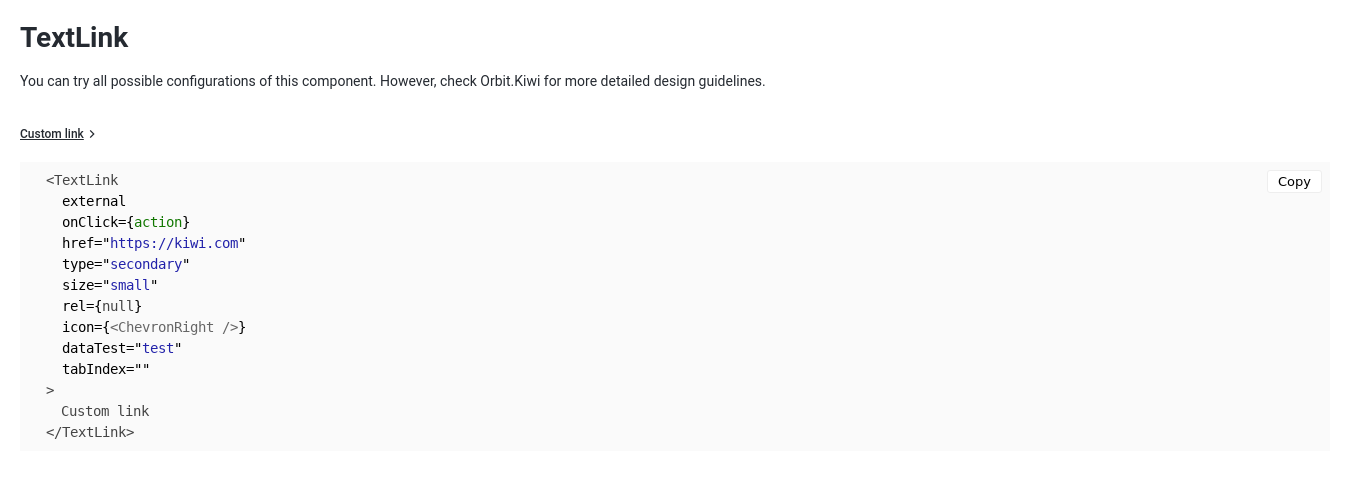 TextLink
You can try all possible configurations of this component. However, check Orbit.Kiwi for more detailed design guidelines.
Custom link
Copy
<TextLink
  external
  onClick={action}
  href="https://kiwi.com"
  type="secondary"
  size="small"
  rel={null}
  icon={<ChevronRight />}
  dataTest="test"
  tabIndex=""
>
  Custom link
</TextLink>